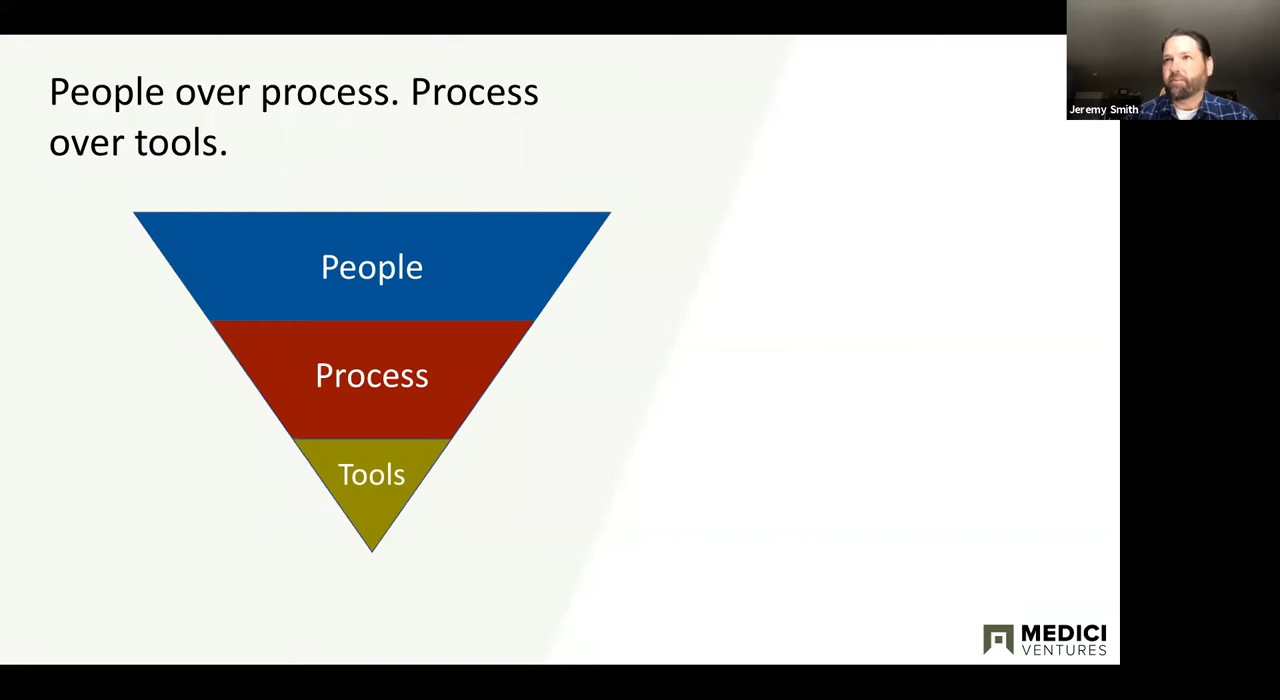 People over process. Process
over tools.
Jeremy Smith
People
Process
Tools
MEDICI
VENTURES